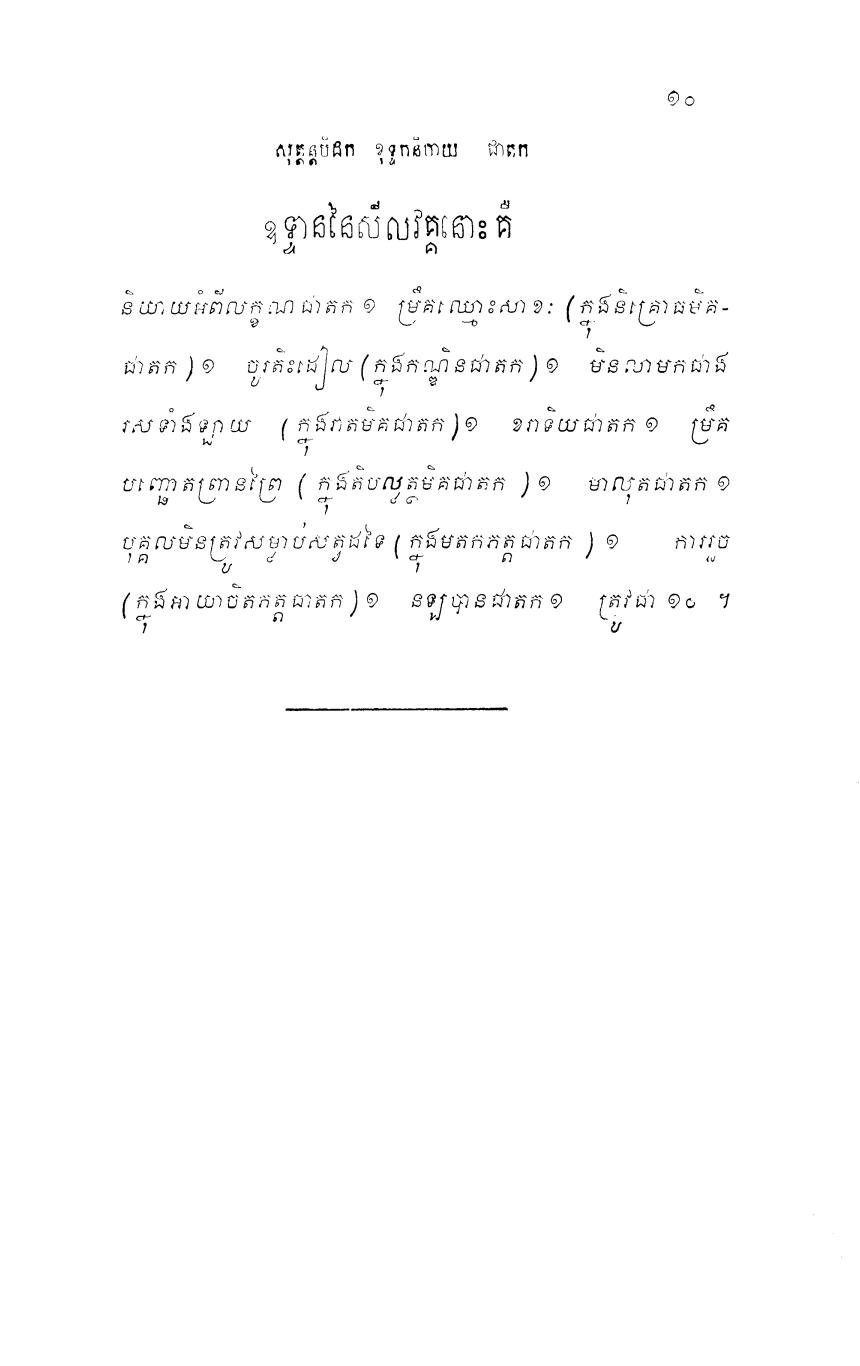 ១០
សុត្តន្តបិដក ខុទ្ទកនិកាយ ជាតក
ឧទ្ទាននៃសីលវគ្គនោះគឺ
និយាយអំពីលក្ខណជាតក ១ ម្រឹគឈ្មោះសាខៈ (ក្នុងនិគ្រោធមិគ-
ជាតក) ១ ចូរតិះដៀល (ក្នុងកណ្ឌិនជាតក) ១ មិនលាមកជាង
រសទាំងឡាយ (ក្នុងវាតមិគជាតក) ១ ខរាទិយជាតក ១ ម្រឹគ
បញ្ឆោតព្រានព្រៃ (ក្នុងតិបល្លត្ថមិគជាតក) ១ មាលុតជាតក ១
បុគ្គលមិនត្រូវសម្លាប់សត្វដទៃ (ក្នុងមតកភត្តជាតក) ១ ការរួច
(ក្នុងអាយាចិតភត្តជាតក) ១ នឡបានជាតក ១ ត្រូវជា ១០ ។